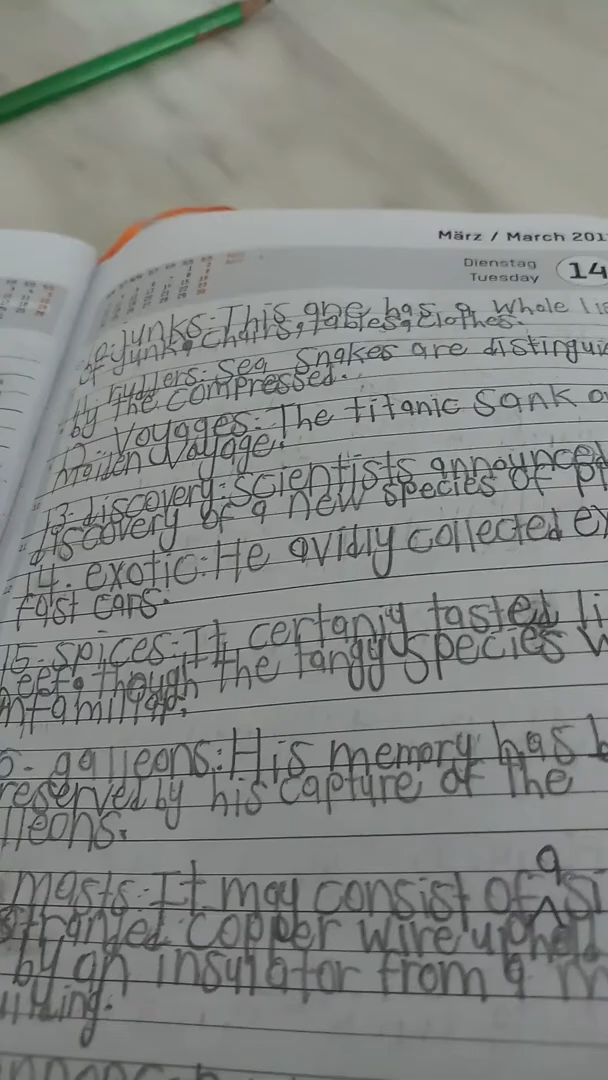 März / March 201
Dienstag
Tuesday
14
junks: This one has a whole
of junk, chairs, tables, clothes.
rudders: Sea snakes are distingui
by the compressed.
Voyages: The titanic sank o
maiden voyage.
13. discovery: scientists announced
discovery of a new species of
14. exotic: He avidly collected ex
fast cars.
15. spices: It certanly tasted li
beef, though the tangy species w
nfamiliar.
galleons: His memory has b
reserved by his capture of the
lleons.
masts: It may consist of a si
stranded copper wire upheld
by an insulator from a m